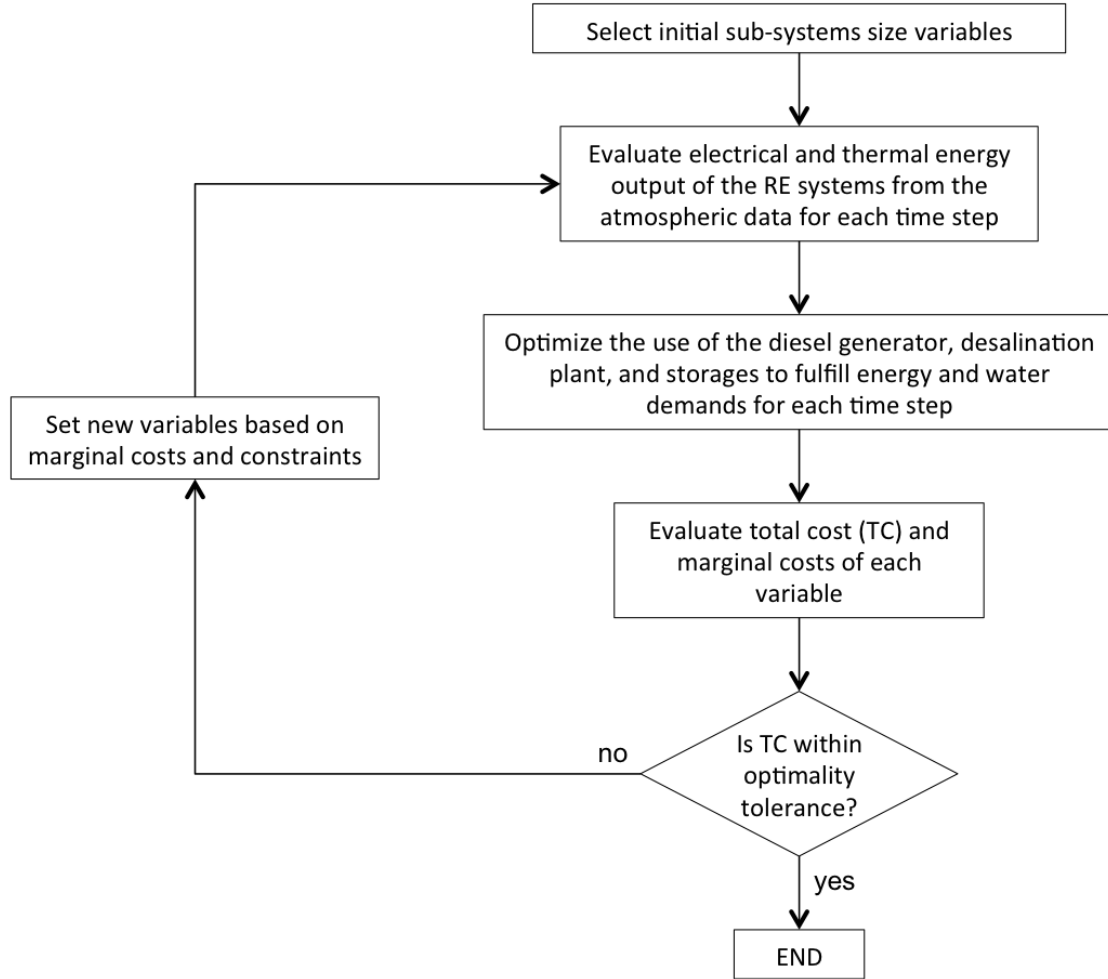 Select initial sub-systems size variables
Evaluate electrical and thermal energy
output of the RE systems from the
atmospheric data for each time step
Optimize the use of the diesel generator, desalination
plant, and storages to fulfill energy and water
demands for each time step
Set new variables based on
marginal costs and constraints
Evaluate total cost (TC) and
marginal costs of each
variable
no
Is TC within
optimality
tolerance?
yes
END